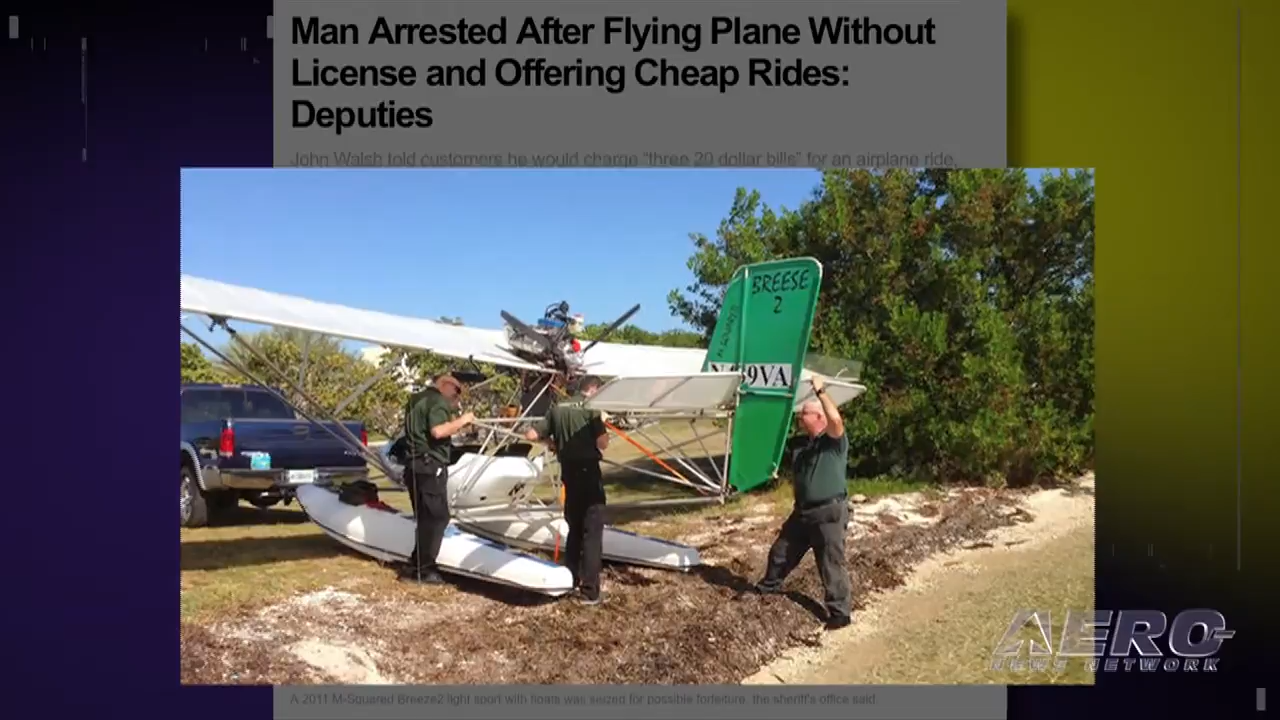 Man Arrested After Flying Plane Without
License and Offering Cheap Rides:
Deputies
John Walsh told customers he would charge "three 20 dollar bills" for an airplane ride,
BREESE
2
M SQUARED
9VA
AERO
NEWS NETWORK
A 2011 M-Squared Breeze2 light sport with floats was seized for possible forfeiture, the sheriff's office said.